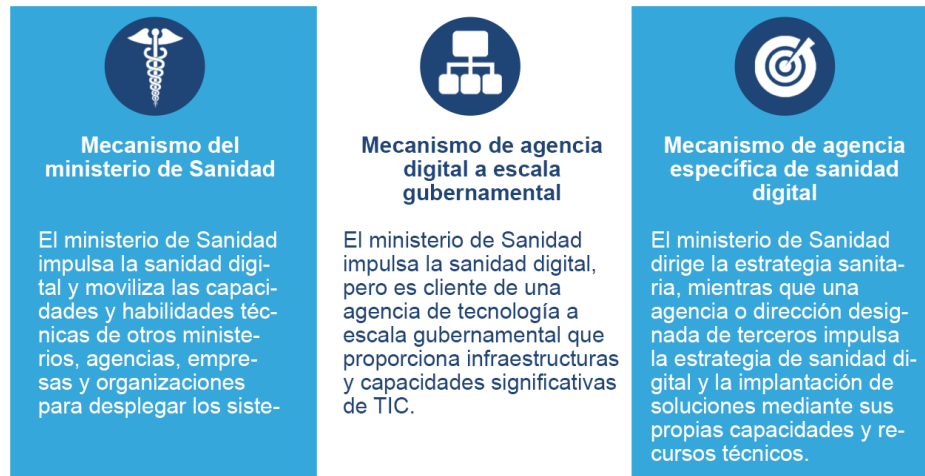 Mecanismo del
ministerio de Sanidad
El ministerio de Sanidad
impulsa la sanidad digi-
tal y moviliza las capaci-
dades y habilidades téc-
nicas de otros ministe-
rios, agencias, empre-
sas y organizaciones
para desplegar los siste-
Mecanismo de agencia
digital a escala
gubernamental
El ministerio de Sanidad
impulsa la sanidad digital,
pero es cliente de una
agencia de tecnología a
escala gubernamental que
proporciona infraestructuras
y capacidades significativas
de TIC.
Mecanismo de agencia
específica de sanidad
digital
El ministerio de Sanidad
dirige la estrategia sanita-
ria, mientras que una
agencia o dirección desig-
nada de terceros impulsa
la estrategia de sanidad di-
gital y la implantación de
soluciones mediante sus
propias capacidades y re-
cursos técnicos.